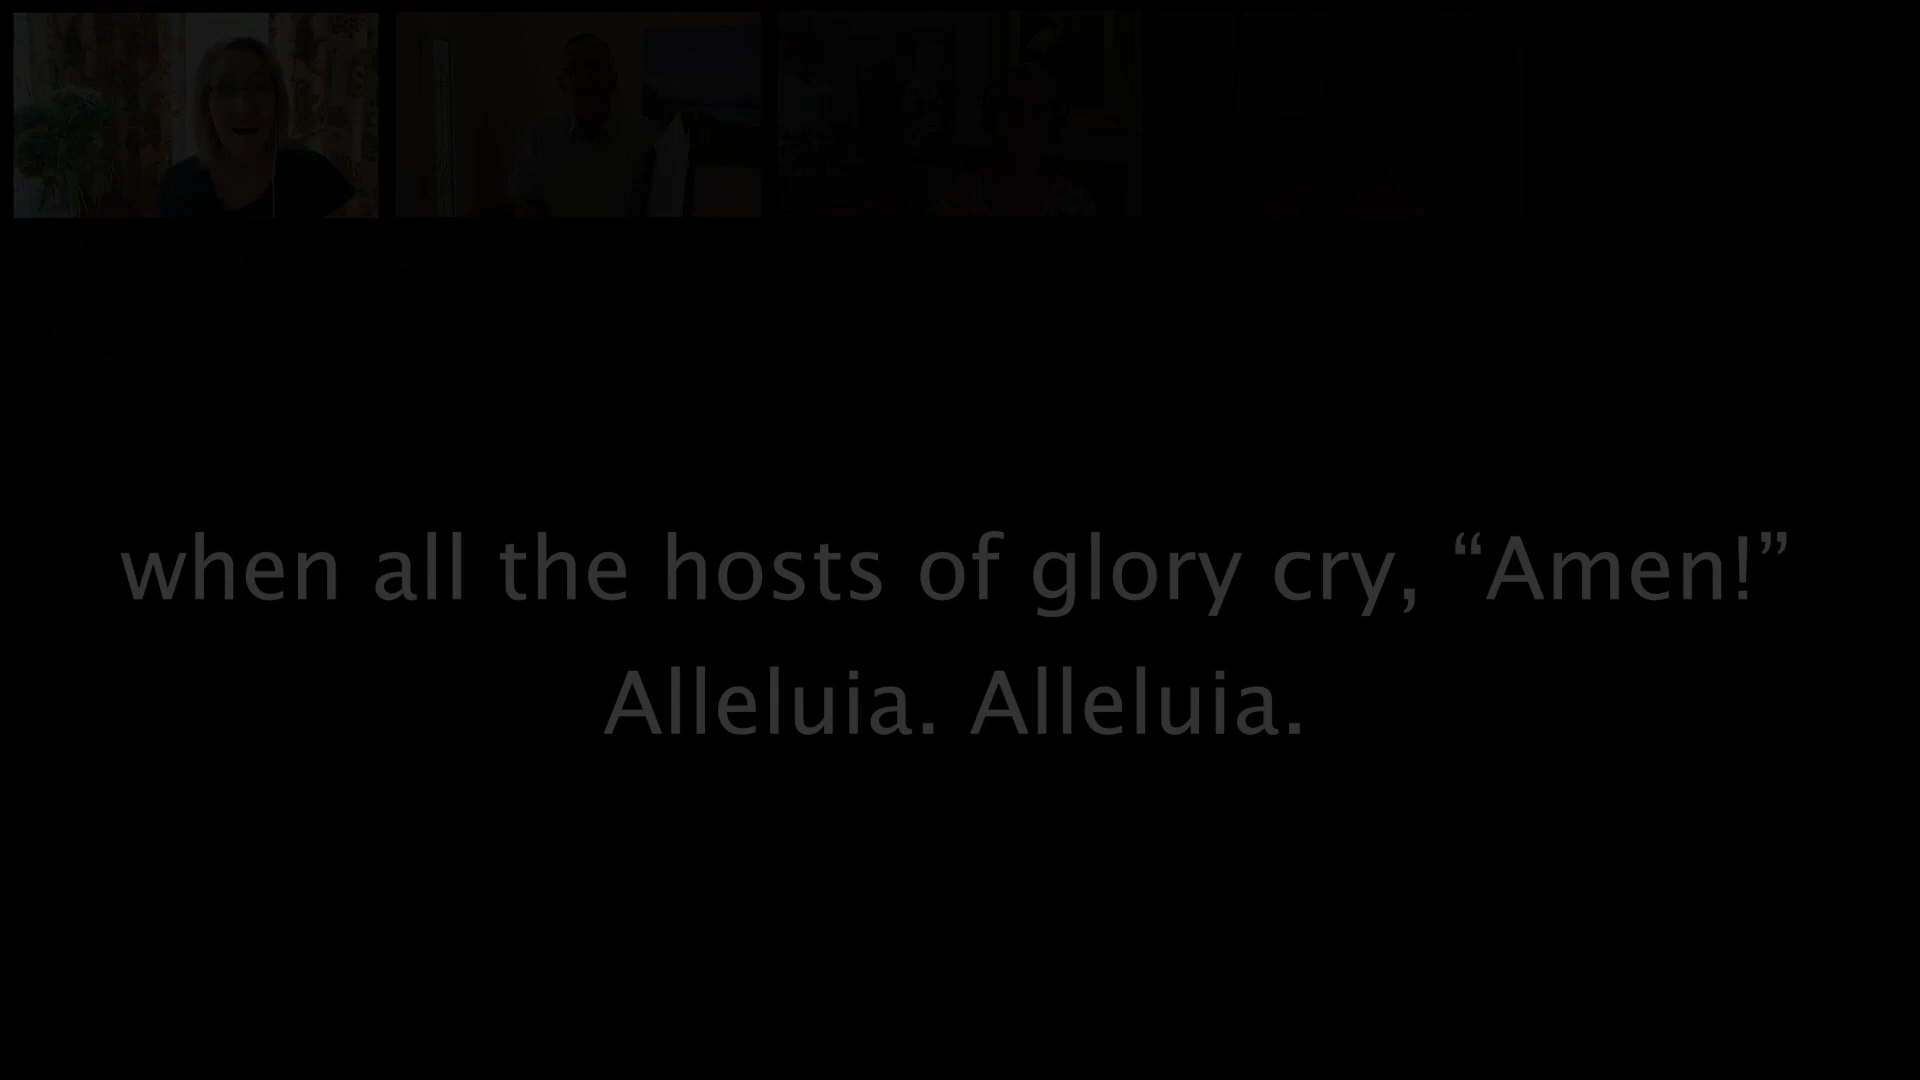 when all the hosts of glory cry, “Amen!”
Alleluia. Alleluia.